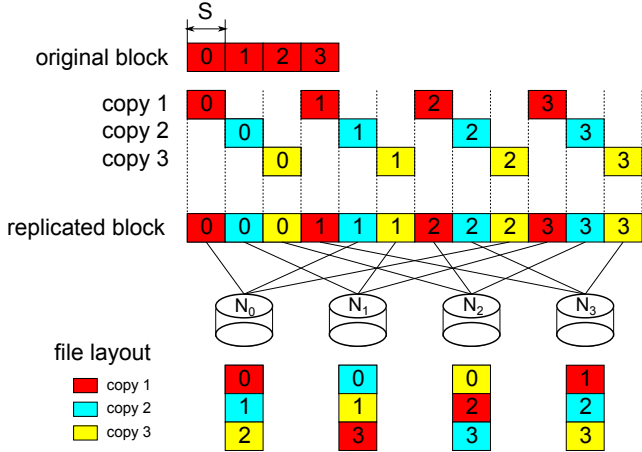 S
original block 0 1 2 3
copy 1 0 1 2 3
copy 2 0 1 2 3
copy 3 0 1 2 3
replicated block 0 0 0 1 1 1 2 2 2 3 3 3
N₀ N₁ N₂ N₃
file layout
copy 1 0 0 0 1
copy 2 1 1 2 2
copy 3 2 3 3 3